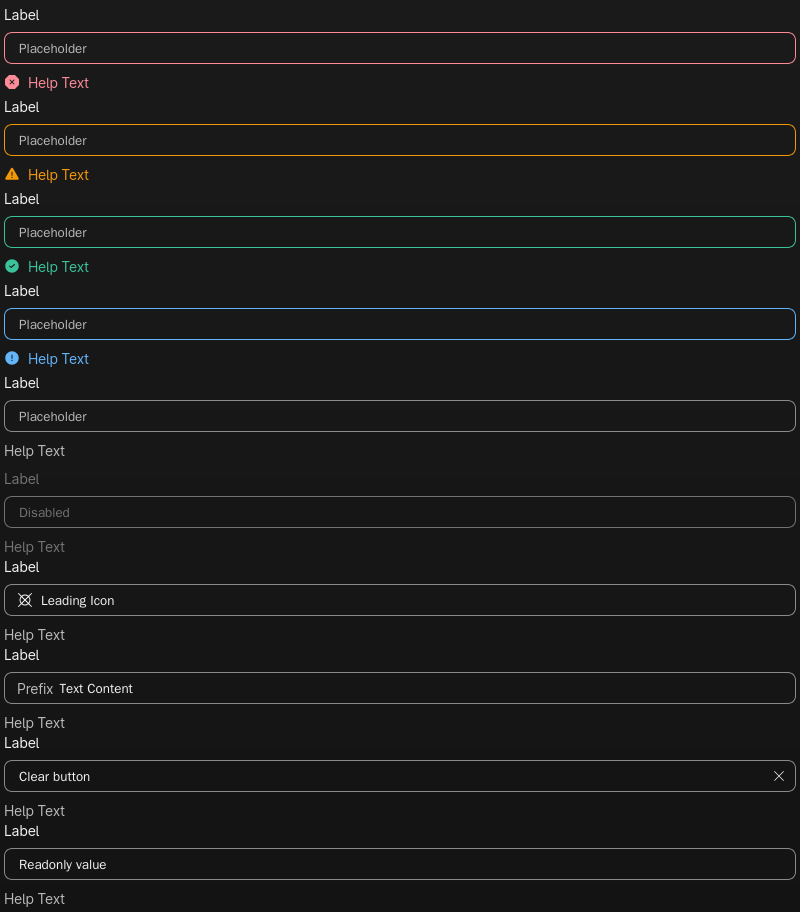 Label
Placeholder
Help Text
Label
Placeholder
Help Text
Label
Placeholder
Help Text
Label
Placeholder
Help Text
Label
Placeholder
Help Text
Label
Disabled
Help Text
Label
Leading Icon
Help Text
Label
Prefix Text Content
Help Text
Label
Clear button
Help Text
Label
Readonly value
Help Text